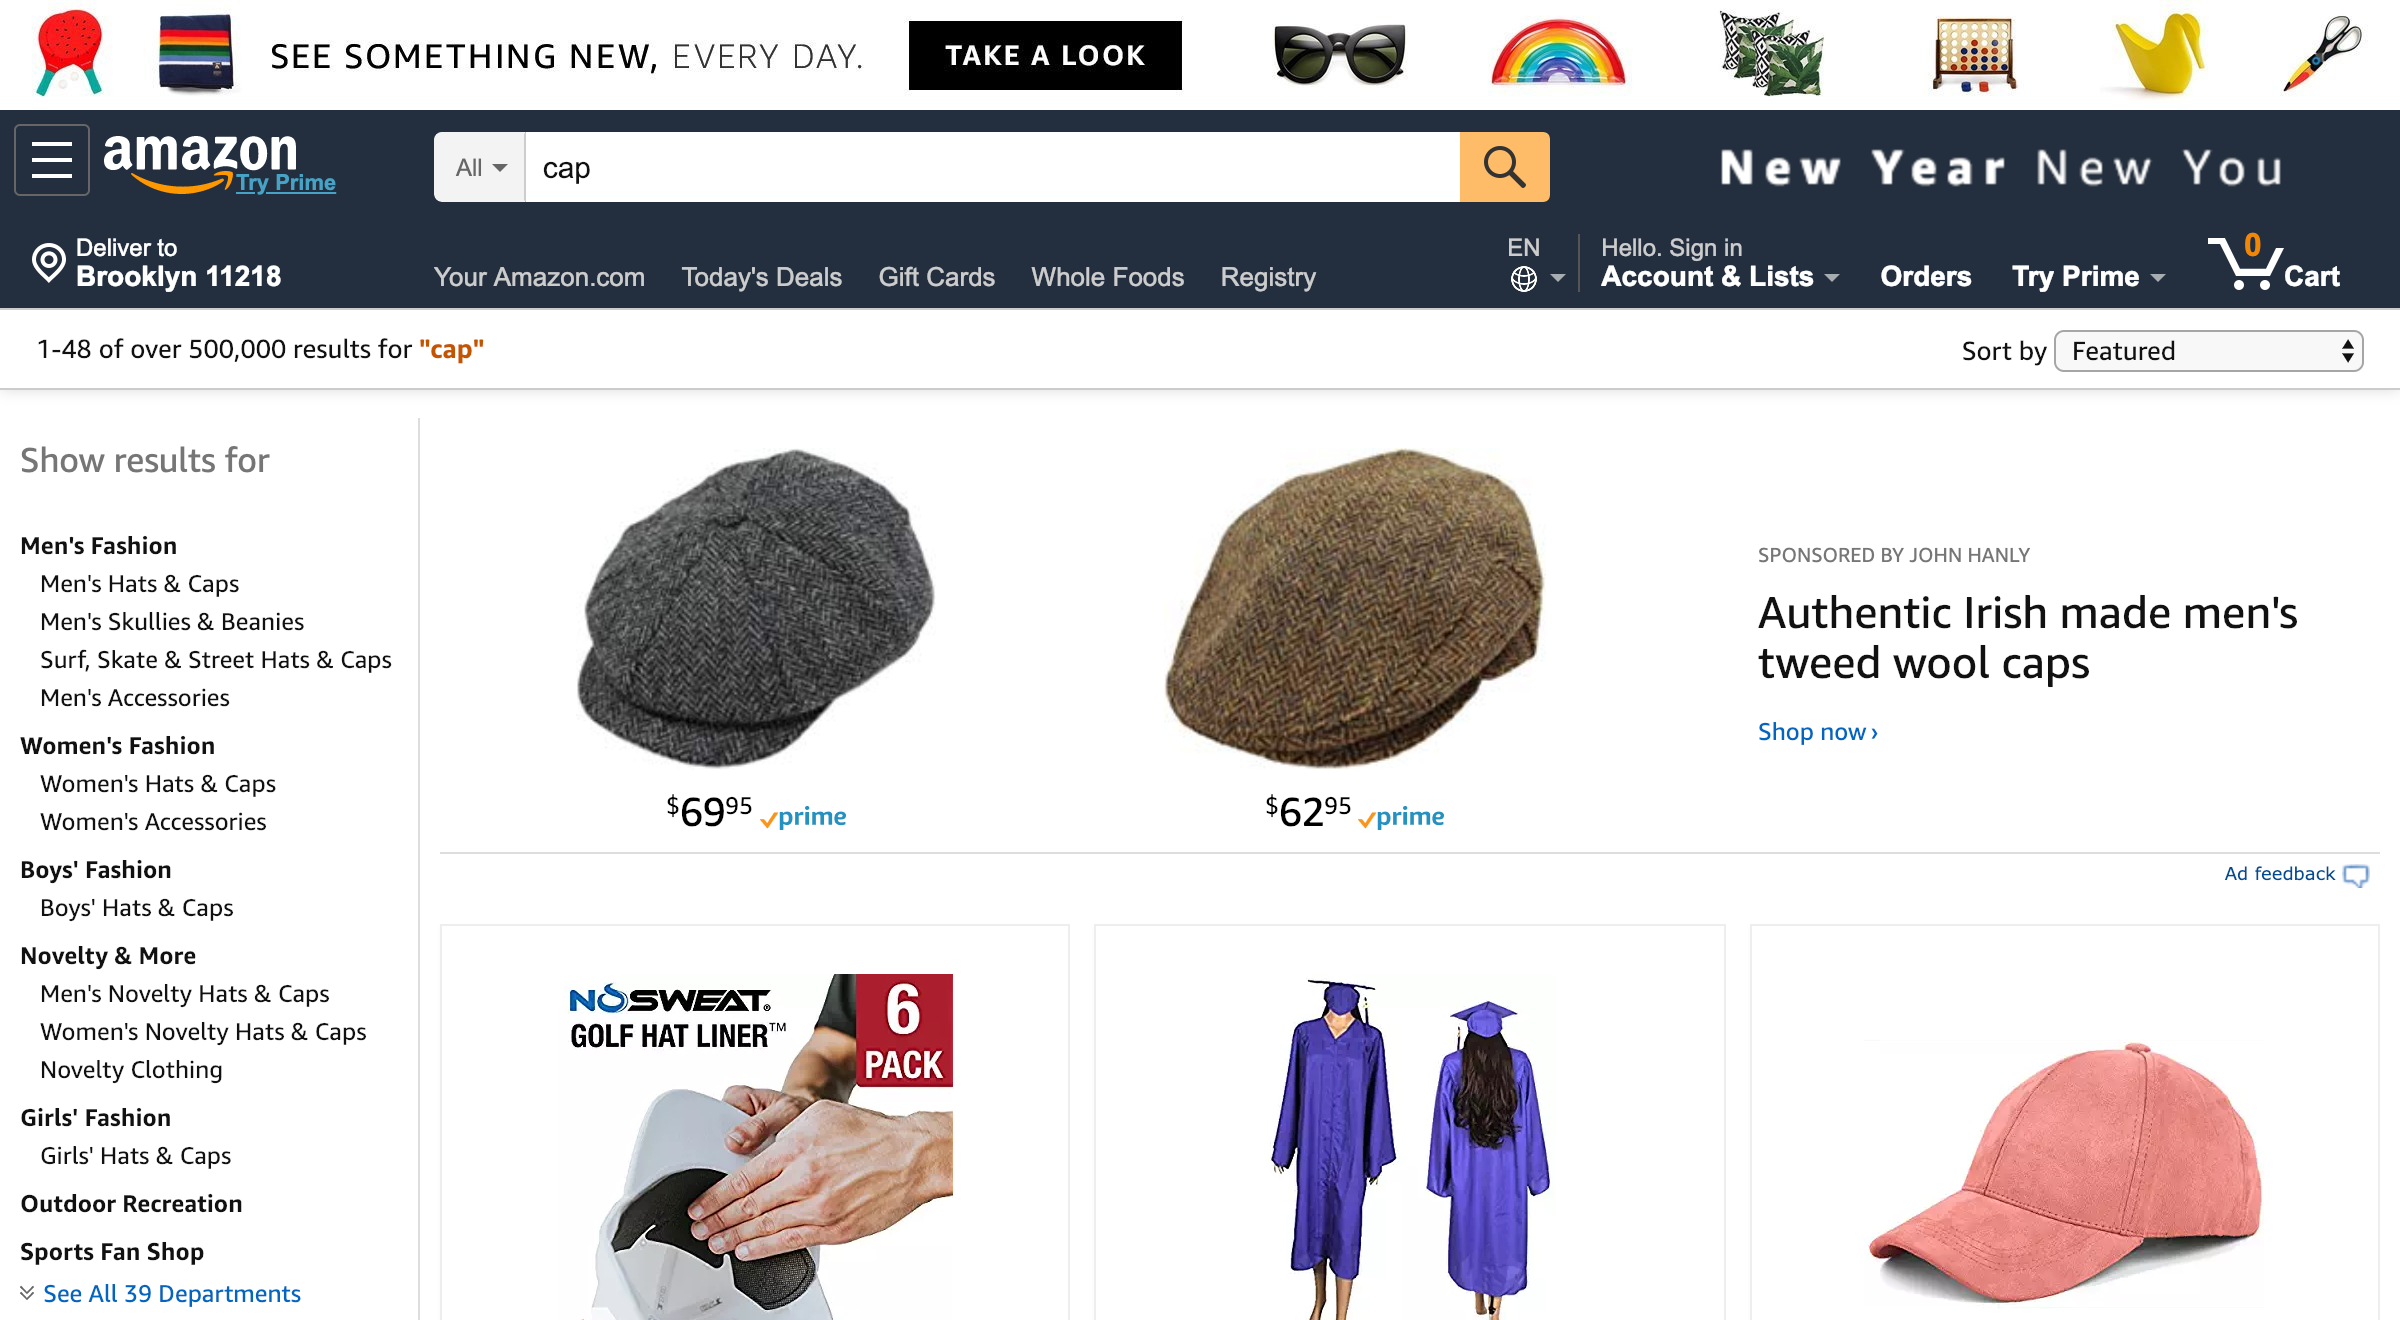 SEE SOMETHING NEW, EVERY DAY.
TAKE A LOOK
amazon
Try Prime
All
cap
New Year New You
Deliver to
Brooklyn 11218
Your Amazon.com
Today's Deals
Gift Cards
Whole Foods
Registry
EN
Hello. Sign in
Account & Lists
Orders
Try Prime
0
Cart
1-48 of over 500,000 results for "cap"
Sort by
Featured
Show results for
Men's Fashion
Men's Hats & Caps
Men's Skullies & Beanies
Surf, Skate & Street Hats & Caps
Men's Accessories
Women's Fashion
Women's Hats & Caps
Women's Accessories
Boys' Fashion
Boys' Hats & Caps
Novelty & More
Men's Novelty Hats & Caps
Women's Novelty Hats & Caps
Novelty Clothing
Girls' Fashion
Girls' Hats & Caps
Outdoor Recreation
Sports Fan Shop
See All 39 Departments
$69 95 prime
$62 95 prime
SPONSORED BY JOHN HANLY
Authentic Irish made men's
tweed wool caps
Shop now ›
Ad feedback
NOSWEAT®
GOLF HAT LINER™
6
PACK